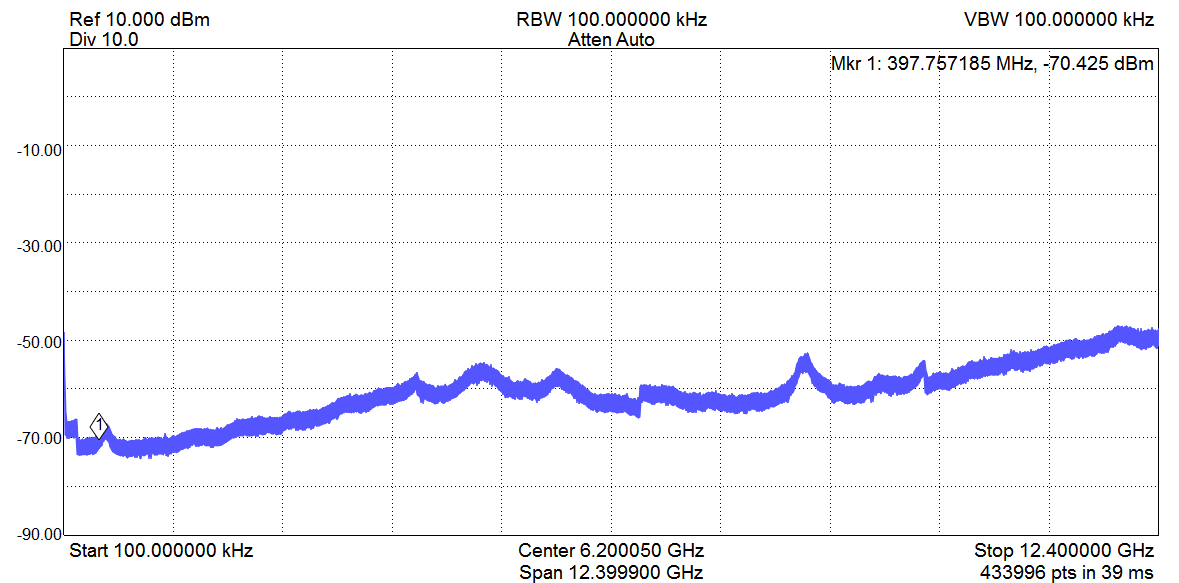 Ref 10.000 dBm RBW 100.000000 kHz VBW 100.000000 kHz
Div 10.0 Atten Auto
Mkr 1: 397.757185 MHz, -70.425 dBm
-10.00
-30.00
-50.00
1
-70.00
-90.00
Start 100.000000 kHz Center 6.200050 GHz Stop 12.400000 GHz
Span 12.399900 GHz 433996 pts in 39 ms